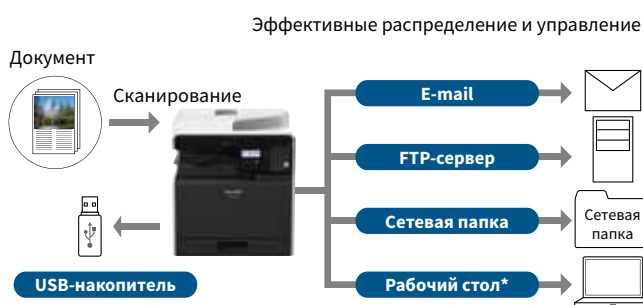 Эффективные распределение и управление
Документ
Сканирование
E-mail
FTP-сервер
Сетевая папка
Сетевая
папка
USB-накопитель
Рабочий стол*